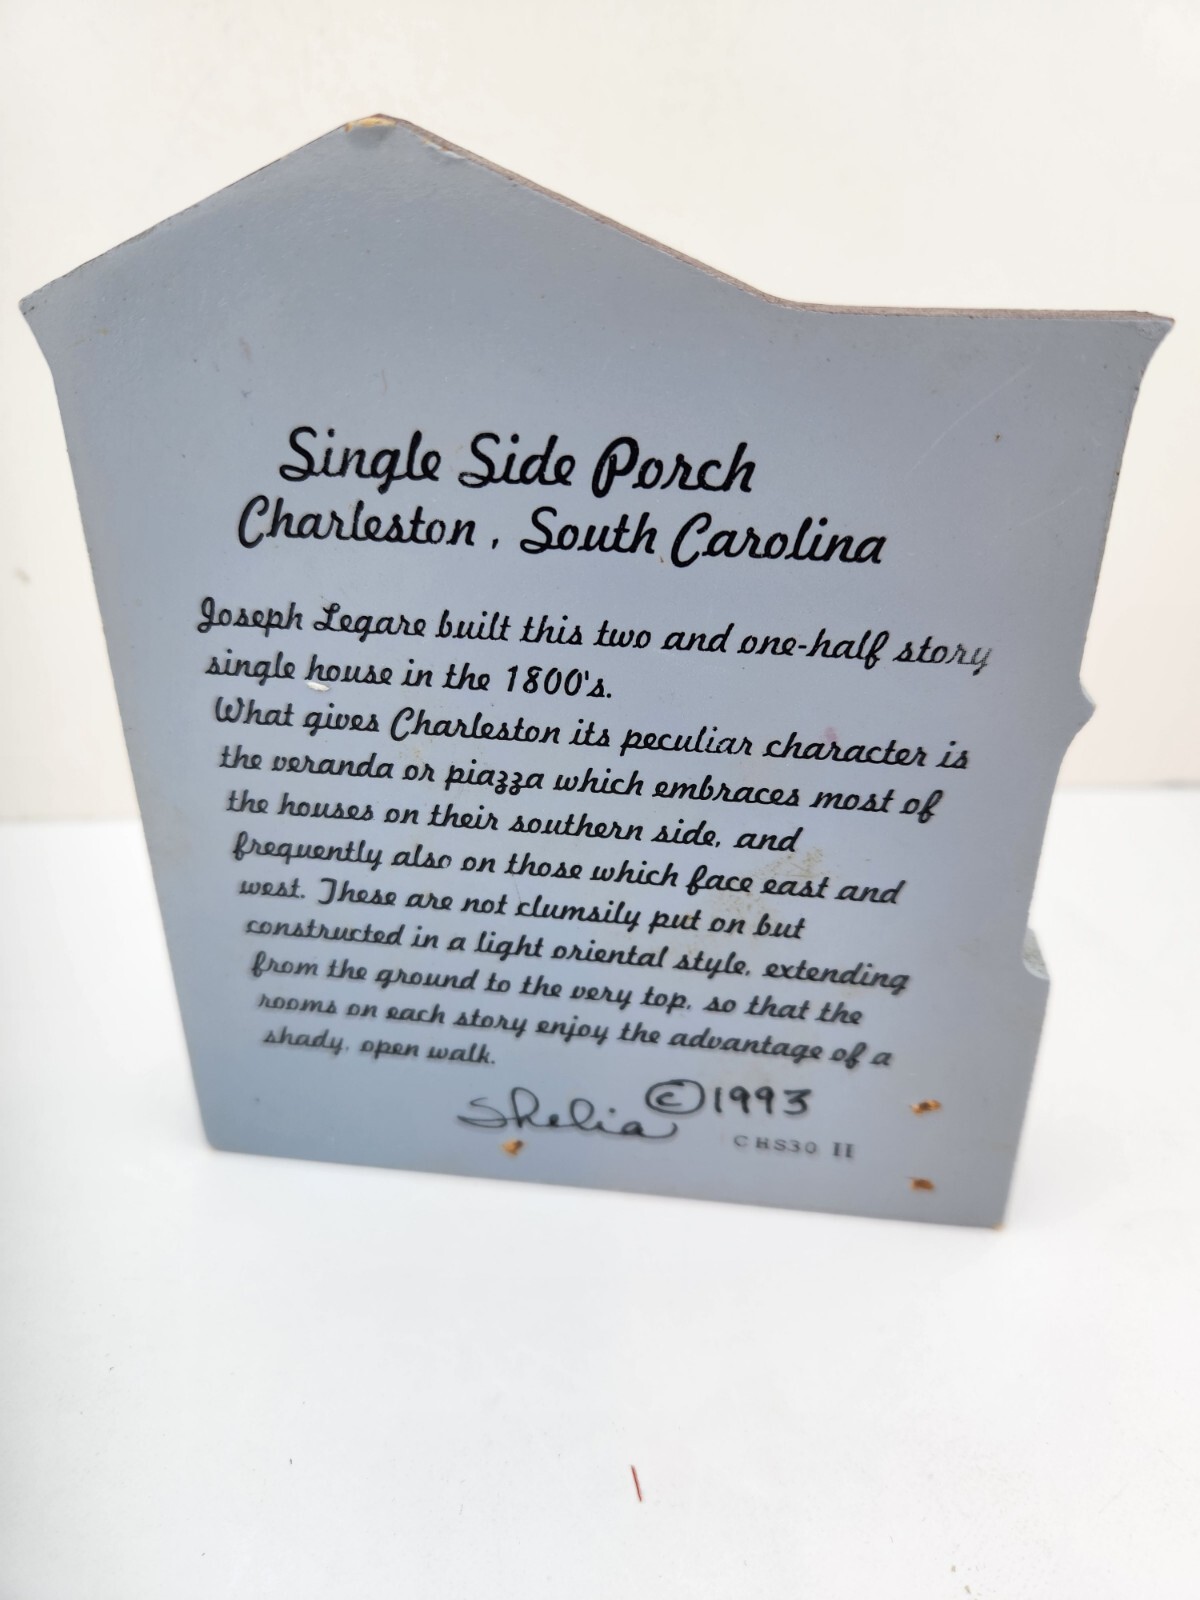 Single Side Porch
Charleston, South Carolina
Joseph Legare built this two and one-half story
single house in the 1800's.
What gives Charleston its peculiar character is
the veranda or piazza which embraces most of
the houses on their southern side, and
frequently also on those which face east and
west. These are not clumsily put on but
constructed in a light oriental style, extending
from the ground to the very top, so that the
rooms on each story enjoy the advantage of a
shady, open walk.
Shelia ©1993
CHS30 II